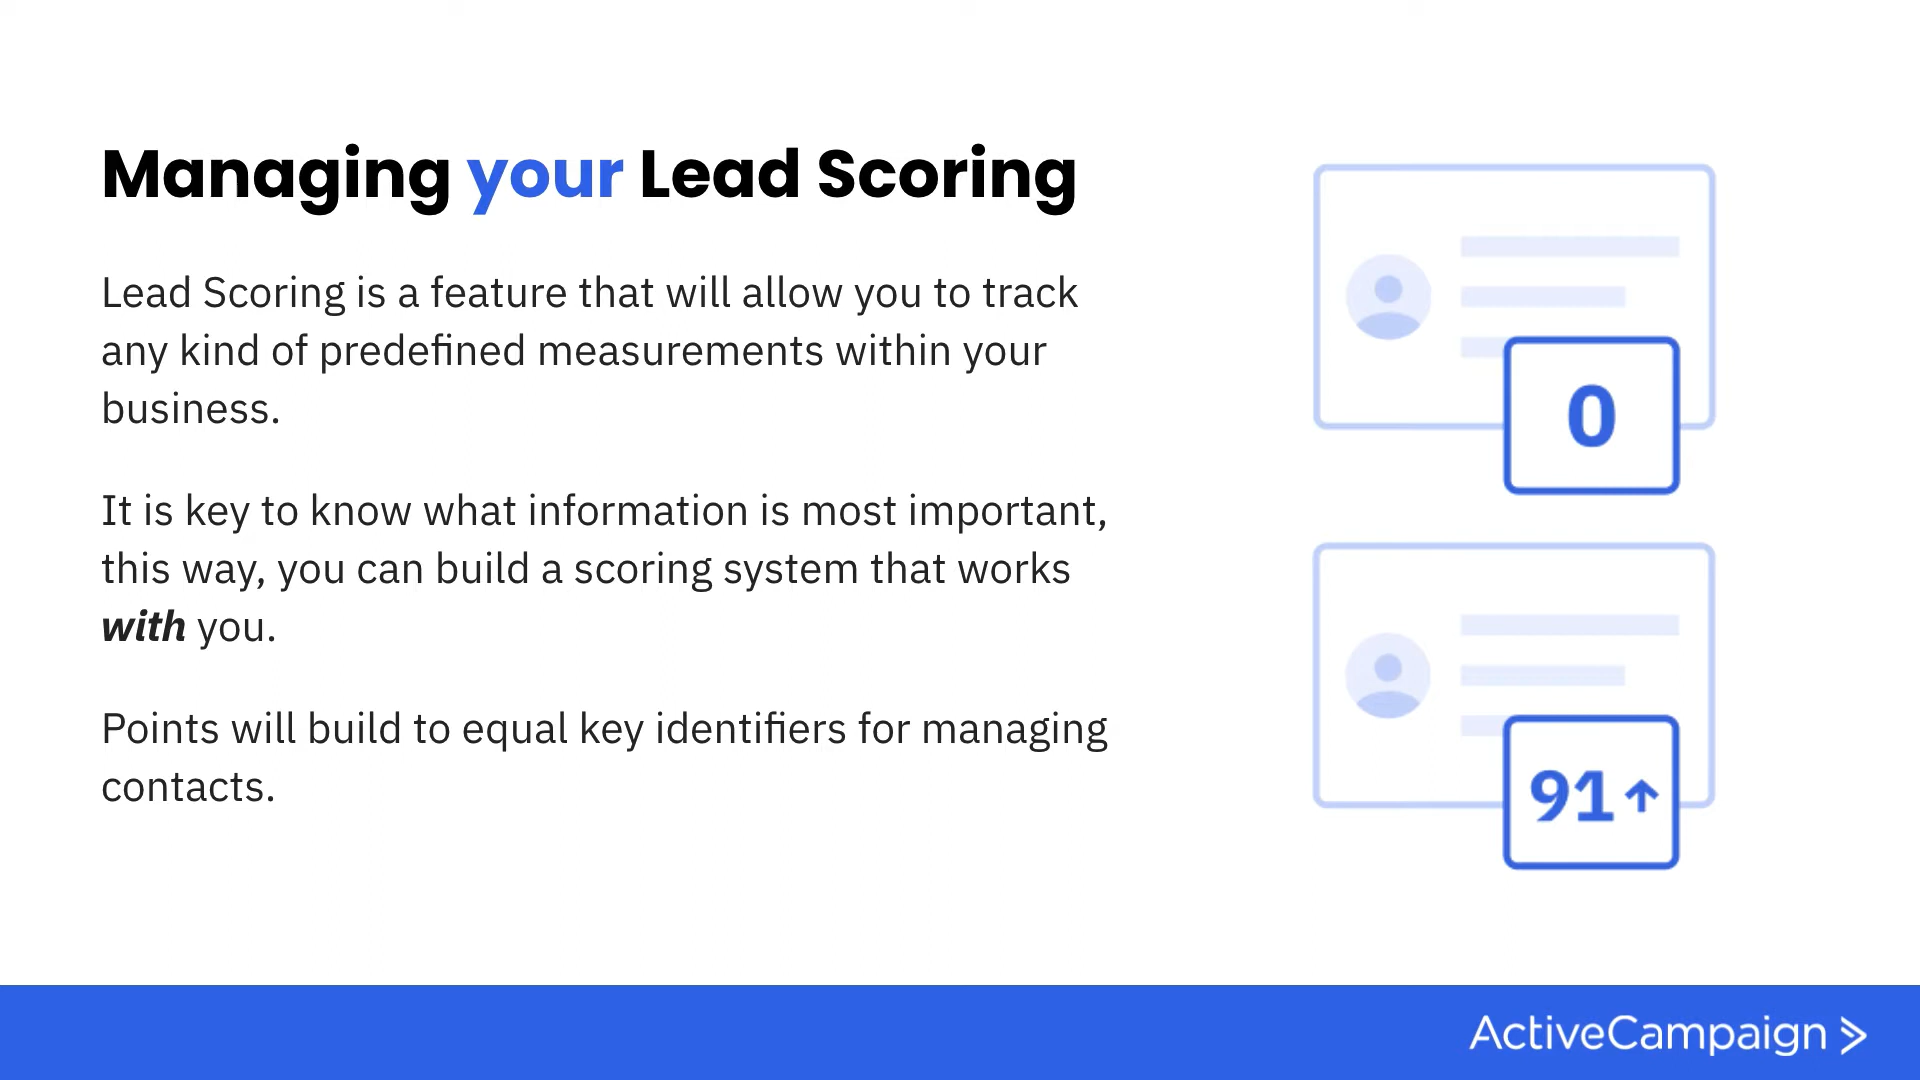 Managing your Lead Scoring
Lead Scoring is a feature that will allow you to track
any kind of predefined measurements within your
business.
It is key to know what information is most important,
this way, you can build a scoring system that works
with you.
Points will build to equal key identifiers for managing
contacts.
0
91↑
ActiveCampaign